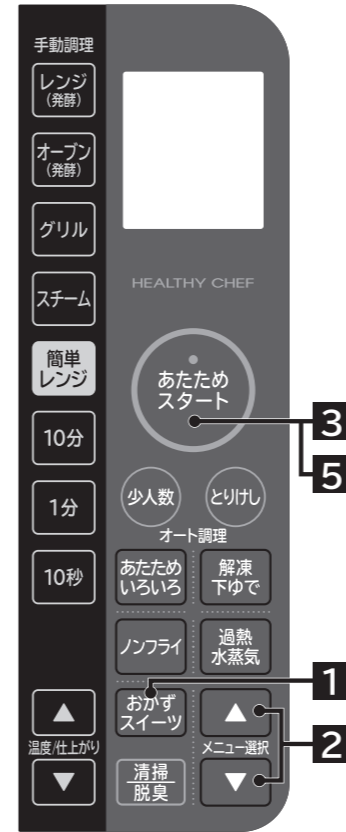 手動調理
レンジ
(発酵)
オーブン
(発酵)
グリル
スチーム
簡単
レンジ
10分
1分
10秒
▲
温度/仕上がり
▼
HEALTHY CHEF
あたため
スタート
3
5
少人数
とりけし
オート調理
あたため
いろいろ
解凍
下ゆで
ノンフライ
過熱
水蒸気
おかず
スイーツ
1
▲
メニュー選択
▼
2
清掃
脱臭